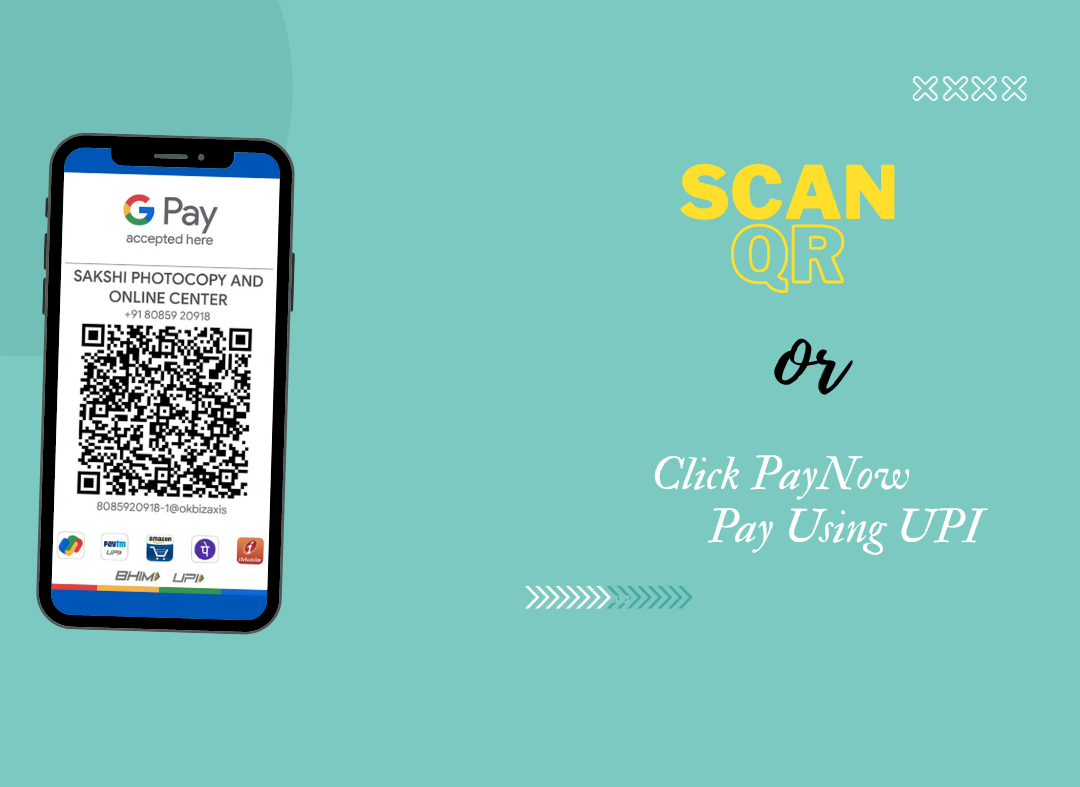 G Pay
accepted here
SAKSHI PHOTOCOPY AND
ONLINE CENTER
+91 80859 20918
8085920918-1@okbizaxis
paytm
UPI
amazon
पे
iMobile
BHIM UPI
SCAN
QR
or
Click PayNow
Pay Using UPI